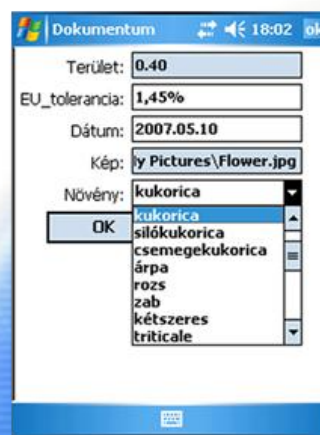 Dokumentum 18:02 ok
Terület: 0.40
EU_tolerancia: 1,45%
Dátum: 2007.05.10
Kép: ly Pictures\Flower.jpg
Növény: kukorica
OK
kukorica
silókukorica
csemegekukorica
árpa
rozs
zab
kétszeres
triticale